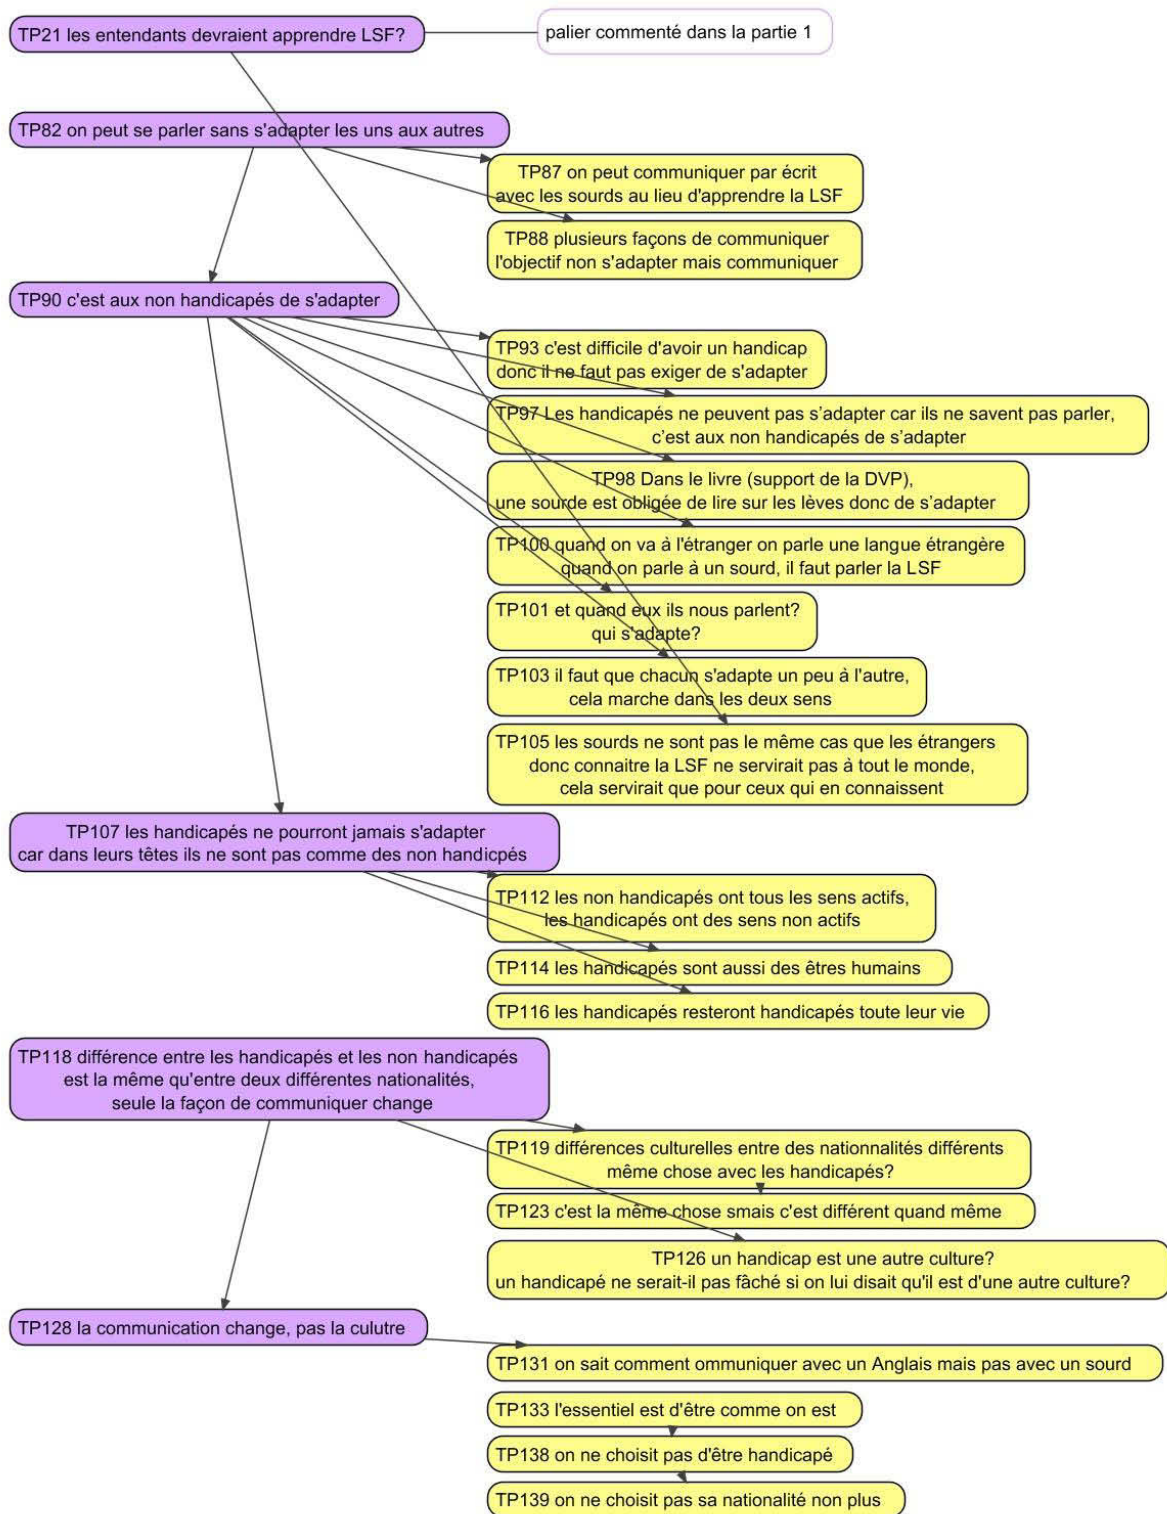 TP21 les entendants devraient apprendre LSF?
palier commenté dans la partie 1
TP82 on peut se parler sans s'adapter les uns aux autres
TP87 on peut communiquer par écrit
avec les sourds au lieu d'apprendre la LSF
TP88 plusieurs façons de communiquer
l'objectif non s'adapter mais communiquer
TP90 c'est aux non handicapés de s'adapter
TP93 c'est difficile d'avoir un handicap
donc il ne faut pas exiger de s'adapter
TP97 Les handicapés ne peuvent pas s’adapter car ils ne savent pas parler,
c’est aux non handicapés de s’adapter
TP98 Dans le livre (support de la DVP),
une sourde est obligée de lire sur les lèves donc de s’adapter
TP100 quand on va à l'étranger on parle une langue étrangère
quand on parle à un sourd, il faut parler la LSF
TP101 et quand eux ils nous parlent?
qui s'adapte?
TP103 il faut que chacun s'adapte un peu à l'autre,
cela marche dans les deux sens
TP105 les sourds ne sont pas le même cas que les étrangers
donc connaitre la LSF ne servirait pas à tout le monde,
cela servirait que pour ceux qui en connaissent
TP107 les handicapés ne pourront jamais s'adapter
car dans leurs têtes ils ne sont pas comme des non handicpés
TP112 les non handicapés ont tous les sens actifs,
les handicapés ont des sens non actifs
TP114 les handicapés sont aussi des êtres humains
TP116 les handicapés resteront handicapés toute leur vie
TP118 différence entre les handicapés et les non handicapés
est la même qu'entre deux différentes nationalités,
seule la façon de communiquer change
TP119 différences culturelles entre des nationnalités différents
même chose avec les handicapés?
TP123 c'est la même chose smais c'est différent quand même
TP126 un handicap est une autre culture?
un handicapé ne serait-il pas fâché si on lui disait qu'il est d'une autre culture?
TP128 la communication change, pas la culutre
TP131 on sait comment ommuniquer avec un Anglais mais pas avec un sourd
TP133 l'essentiel est d'être comme on est
TP138 on ne choisit pas d'être handicapé
TP139 on ne choisit pas sa nationalité non plus